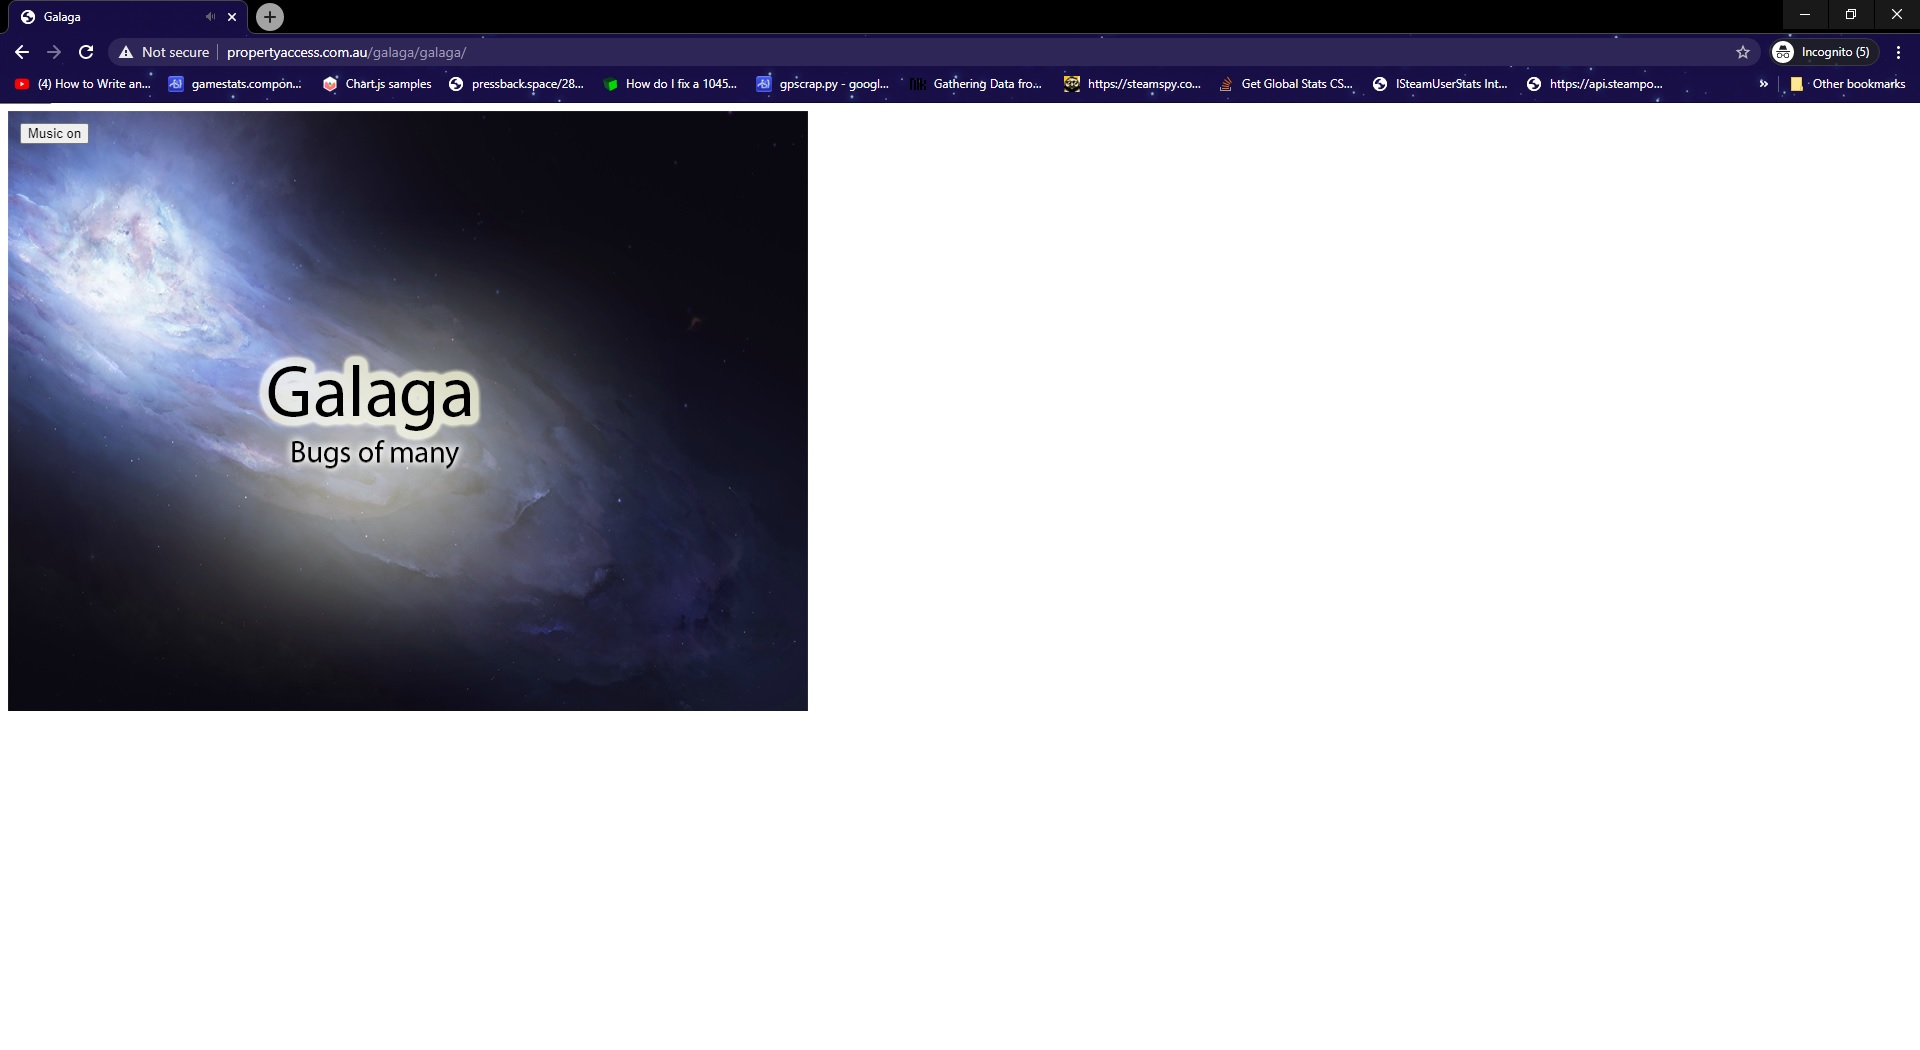 Galaga
Not secure propertyaccess.com.au/galaga/galaga/ Incognito (5)
(4) How to Write an... gamestats.compon... Chart.js samples pressback.space/28... How do I fix a 1045... gpscrap.py - googl... Gathering Data fro... https://steamspy.co... Get Global Stats CS... ISteamUserStats Int... https://api.steampo... » Other bookmarks
Music on
Galaga
Bugs of many